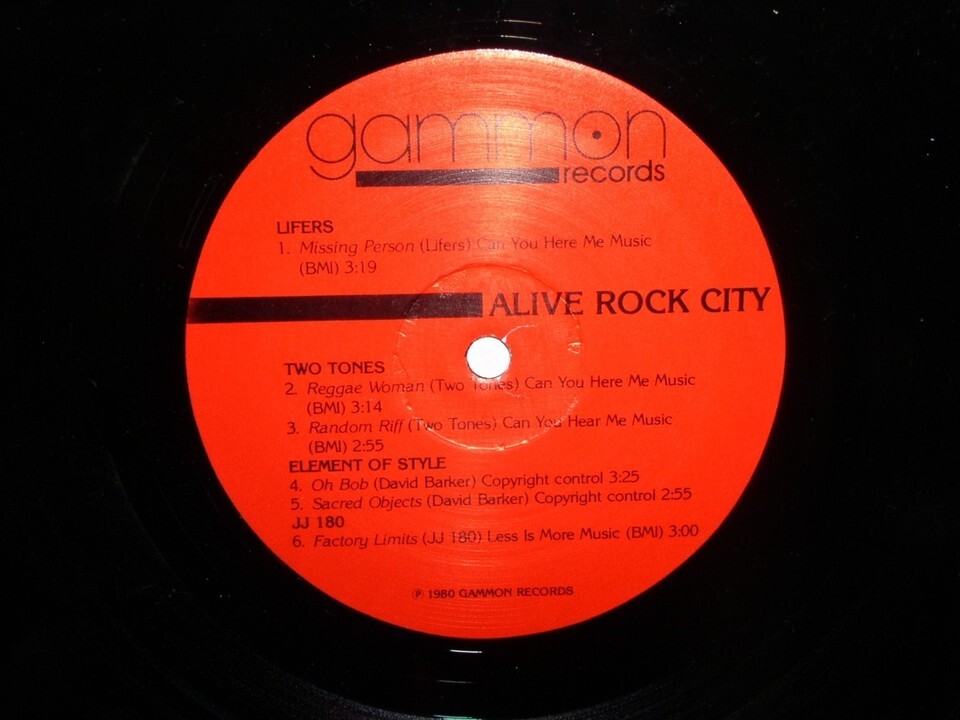 gammon
records
LIFERS
1. Missing Person (Lifers) Can You Here Me Music
(BMI) 3:19
ALIVE ROCK CITY
TWO TONES
2. Reggae Woman (Two Tones) Can You Here Me Music
(BMI) 3:14
3. Random Riff (Two Tones) Can You Hear Me Music
(BMI) 2:55
ELEMENT OF STYLE
4. Oh Bob (David Barker) Copyright control 3:25
5. Sacred Objects (David Barker) Copyright control 2:55
JJ 180
6. Factory Limits (JJ 180) Less Is More Music (BMI) 3:00
℗ 1980 GAMMON RECORDS